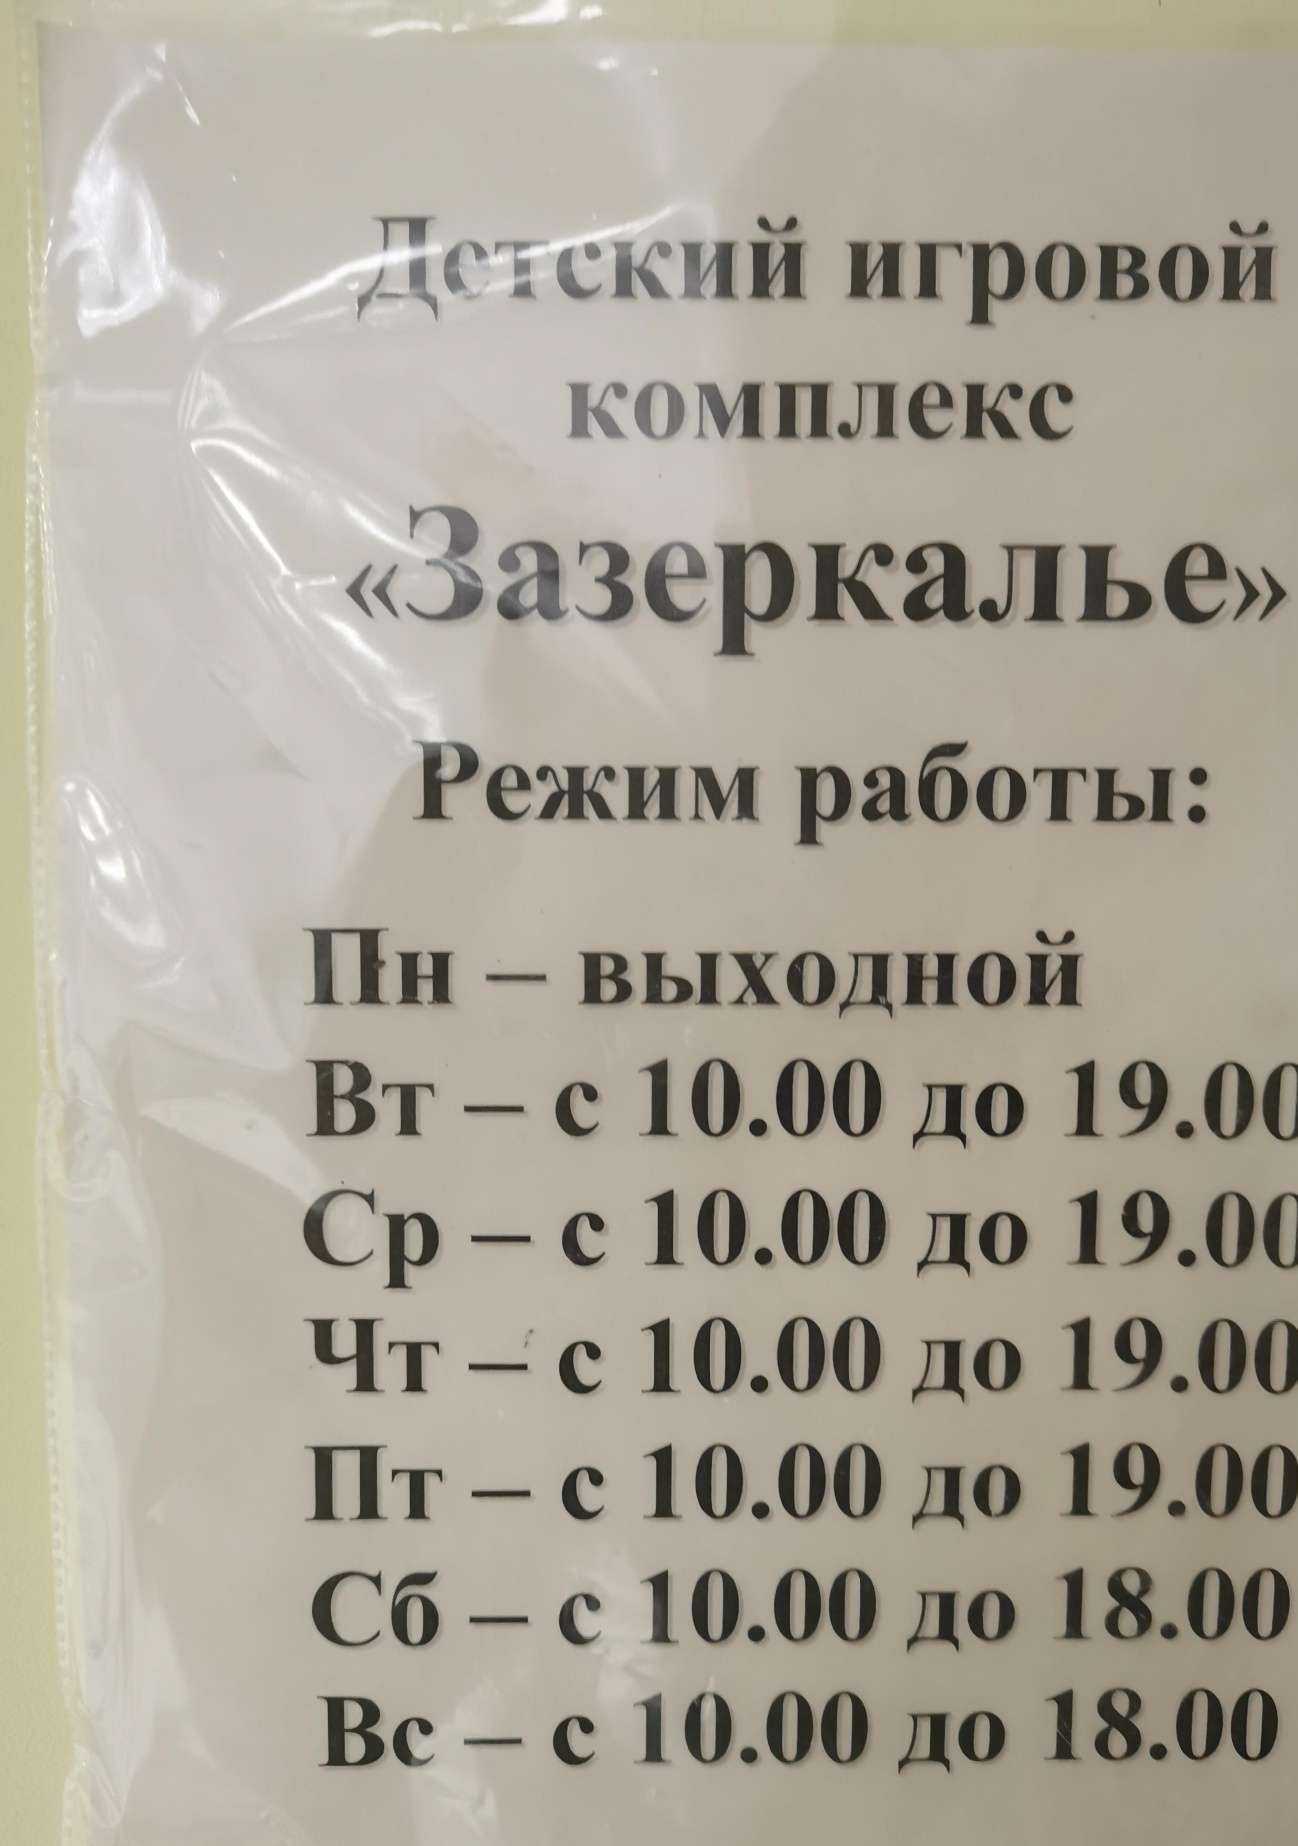 Детский игровой
комплекс
«Зазеркалье»
Режим работы:
Пн – выходной
Вт – с 10.00 до 19.00
Ср – с 10.00 до 19.00
Чт – с 10.00 до 19.00
Пт – с 10.00 до 19.00
Сб – с 10.00 до 18.00
Вс – с 10.00 до 18.00